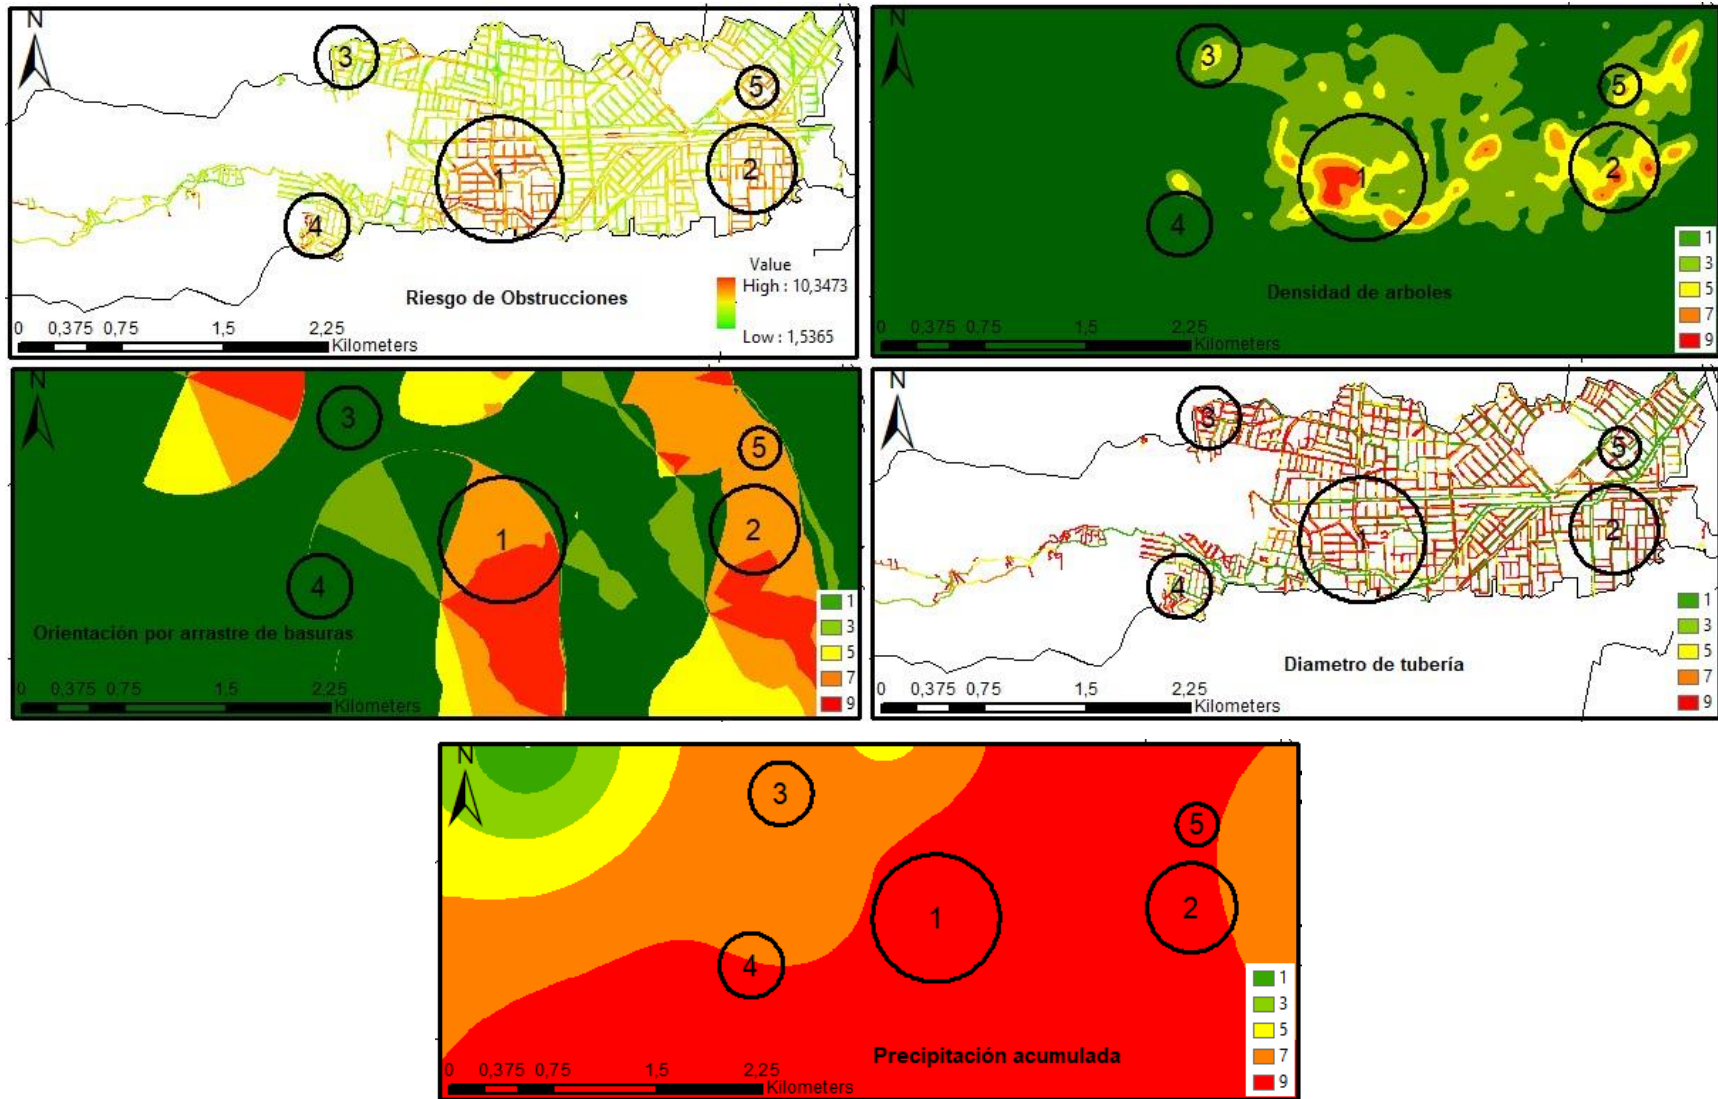 N
3
5
1
2
4
Value
High : 10,3473
Low : 1,5365
Riesgo de Obstrucciones
0 0,375 0,75 1,5 2,25
Kilometers
N
3
5
1
2
4
Densidad de arboles
1
3
5
7
9
0 0,375 0,75 1,5 2,25
Kilometers
N
3
5
1
2
4
Orientación por arrastre de basuras
1
3
5
7
9
0 0,375 0,75 1,5 2,25
Kilometers
N
3
5
1
2
4
Diametro de tubería
1
3
5
7
9
0 0,375 0,75 1,5 2,25
Kilometers
N
3
5
1
2
4
Precipitación acumulada
1
3
5
7
9
0 0,375 0,75 1,5 2,25
Kilometers